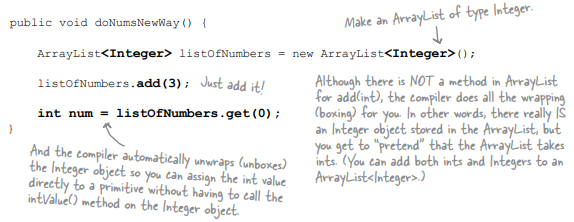 Make an ArrayList of type Integer.
public void doNumsNewWay() {
ArrayList<Integer> listOfNumbers = new ArrayList<Integer>();
listOfNumbers.add(3);
Just add it!
int num = listOfNumbers.get(0);
}
Although there is NOT a method in ArrayList
for add(int), the compiler does all the wrapping
(boxing) for you. In other words, there really IS
an Integer object stored in the ArrayList, but
you get to "pretend" that the ArrayList takes
ints. (You can add both ints and Integers to an
ArrayList<Integer>.)
And the compiler automatically unwraps (unboxes)
the Integer object so you can assign the int value
directly to a primitive without having to call the
intValue() method on the Integer object.